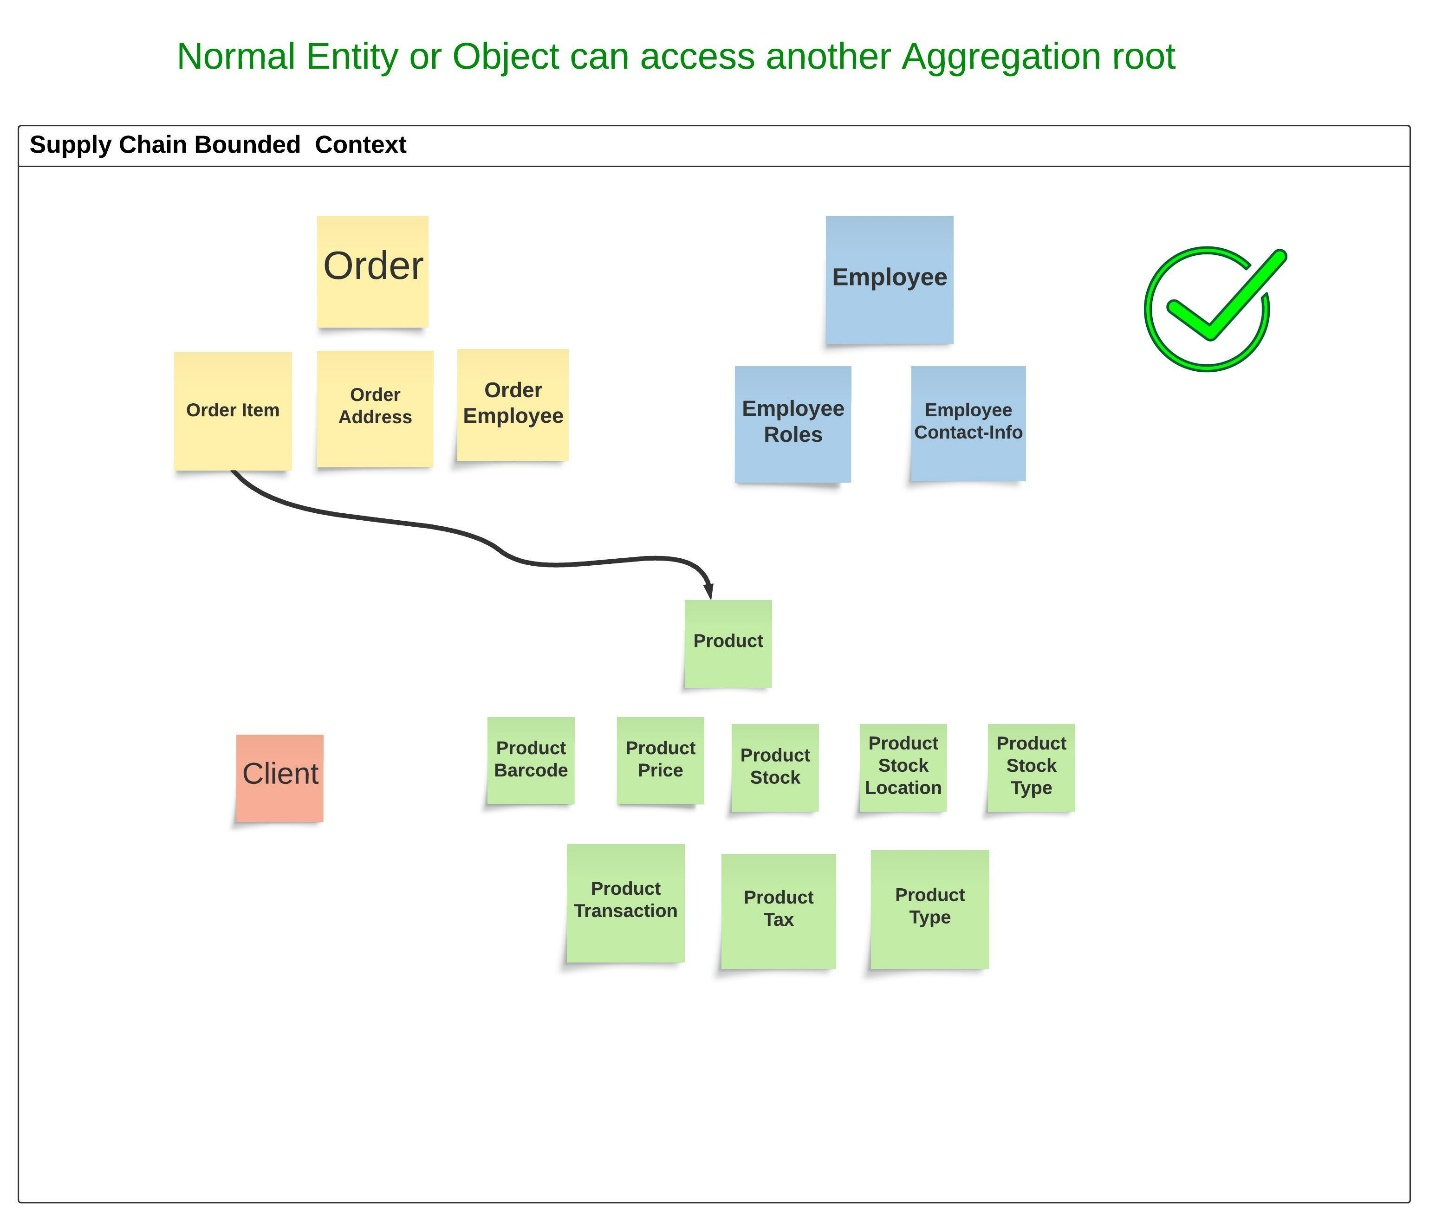 Normal Entity or Object can access another Aggregation root
Supply Chain Bounded  Context
Order
Employee
Order Item
Order
Address
Order
Employee
Employee
Roles
Employee
Contact-Info
Product
Client
Product
Barcode
Product
Price
Product
Stock
Product
Stock
Location
Product
Stock
Type
Product
Transaction
Product
Tax
Product
Type